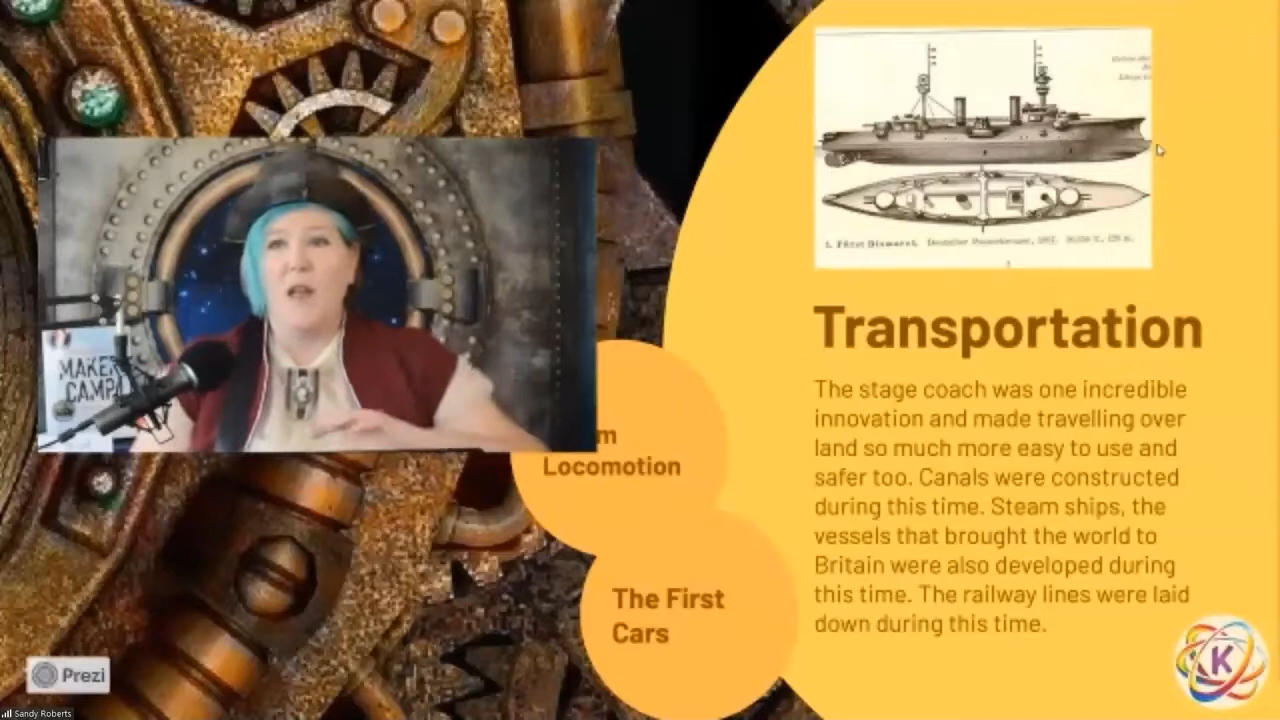 MAKER
CAMP
1. Fürst Bismarck.
Transportation
The stage coach was one incredible
innovation and made travelling over
land so much more easy to use and
safer too. Canals were constructed
during this time. Steam ships, the
vessels that brought the world to
Britain were also developed during
this time. The railway lines were laid
down during this time.
m
Locomotion
The First
Cars
K
Prezi
Sandy Roberts